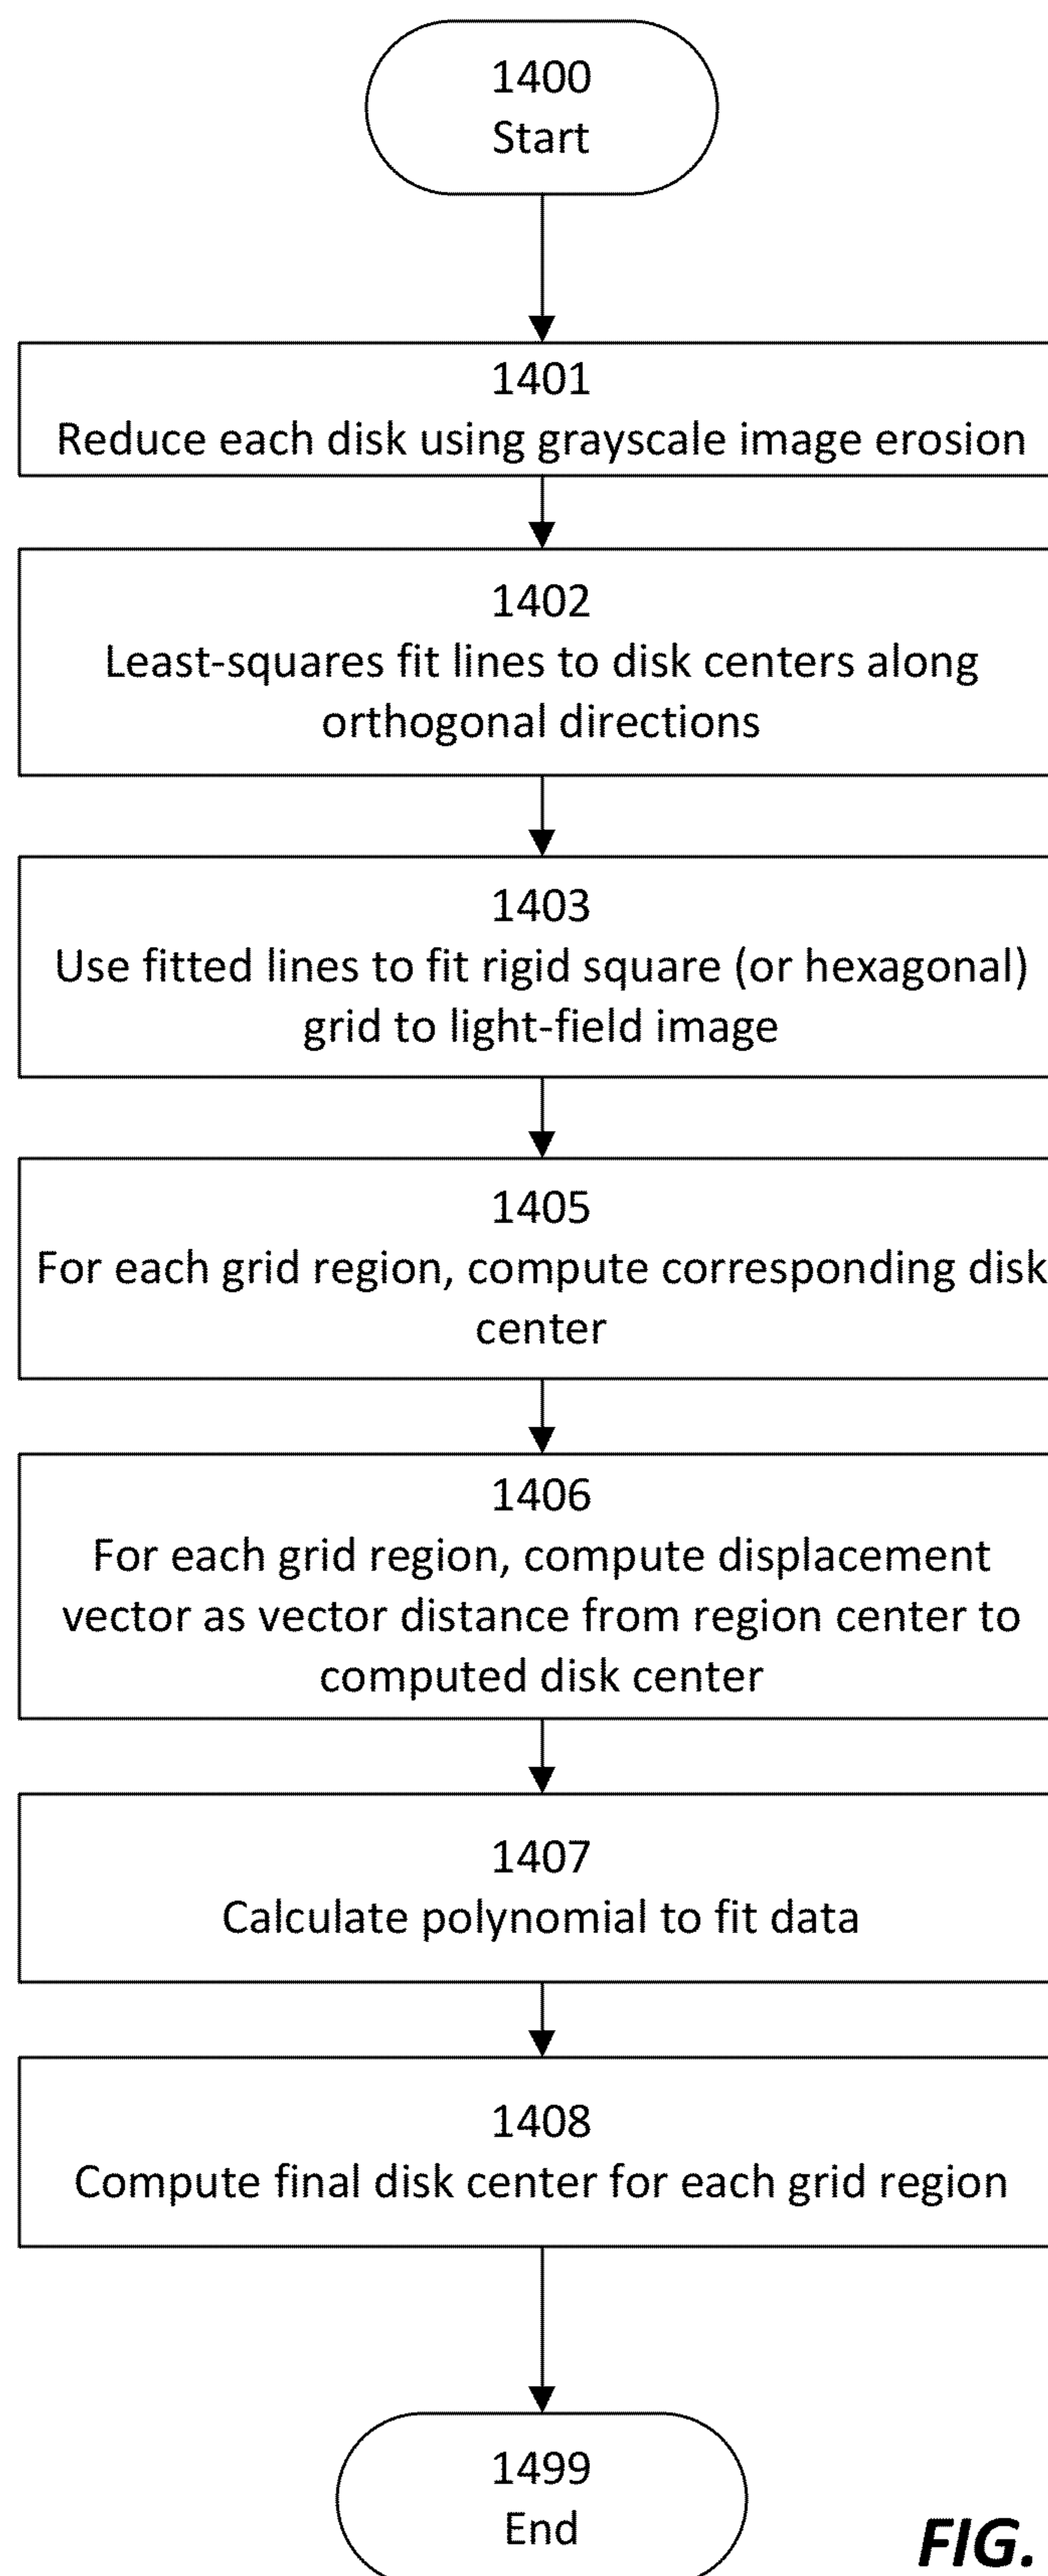 1400
Start
1401
Reduce each disk using grayscale image erosion
1402
Least-squares fit lines to disk centers along
orthogonal directions
1403
Use fitted lines to fit rigid square (or hexagonal)
grid to light-field image
1405
For each grid region, compute corresponding disk
center
1406
For each grid region, compute displacement
vector as vector distance from region center to
computed disk center
1407
Calculate polynomial to fit data
1408
Compute final disk center for each grid region
1499
End
FIG.